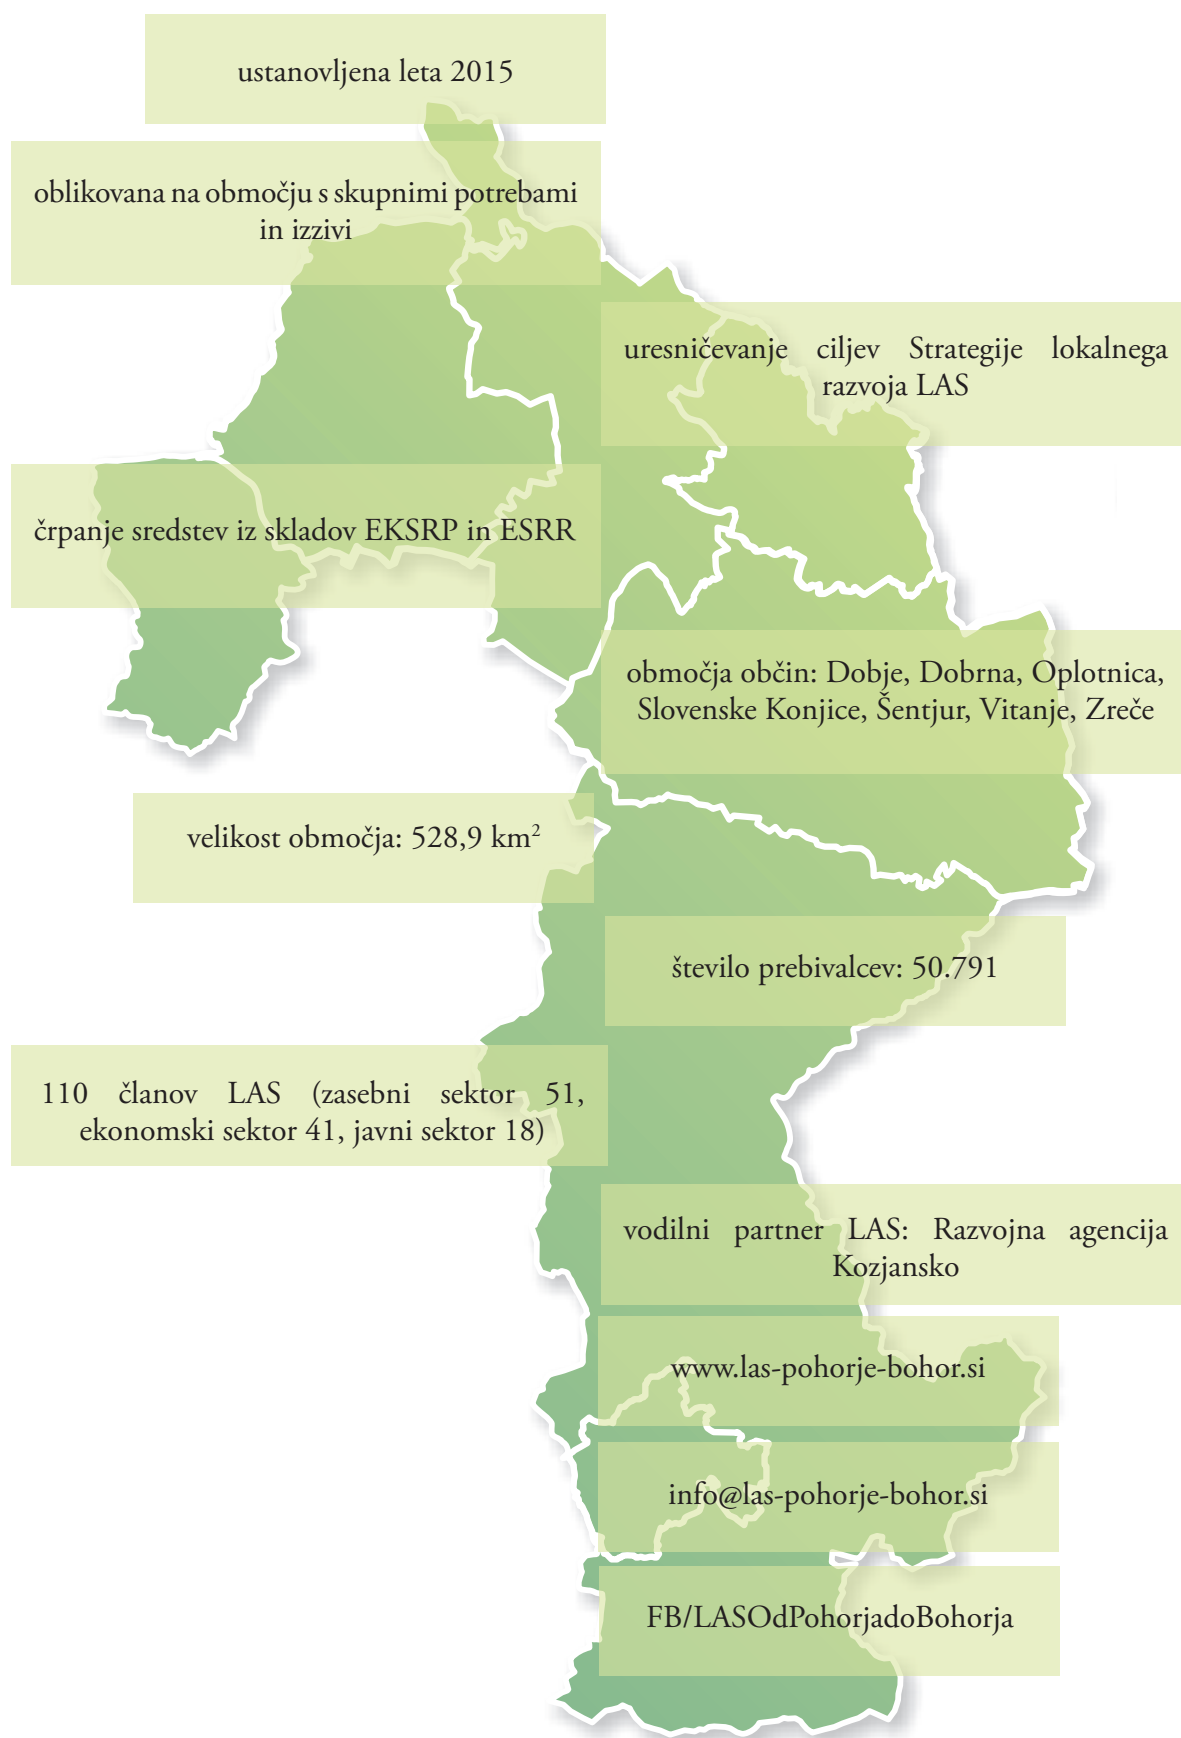 ustanovljena leta 2015
oblikovana na območju s skupnimi potrebami
in izzivi
uresničevanje ciljev Strategije lokalnega
razvoja LAS
črpanje sredstev iz skladov EKSRP in ESRR
območja občin: Dobje, Dobrna, Oplotnica,
Slovenske Konjice, Šentjur, Vitanje, Zreče
velikost območja: 528,9 km²
število prebivalcev: 50.791
110 članov LAS (zasebni sektor 51,
ekonomski sektor 41, javni sektor 18)
vodilni partner LAS: Razvojna agencija
Kozjansko
www.las-pohorje-bohor.si
info@las-pohorje-bohor.si
FB/LASOdPohorjadoBohorja